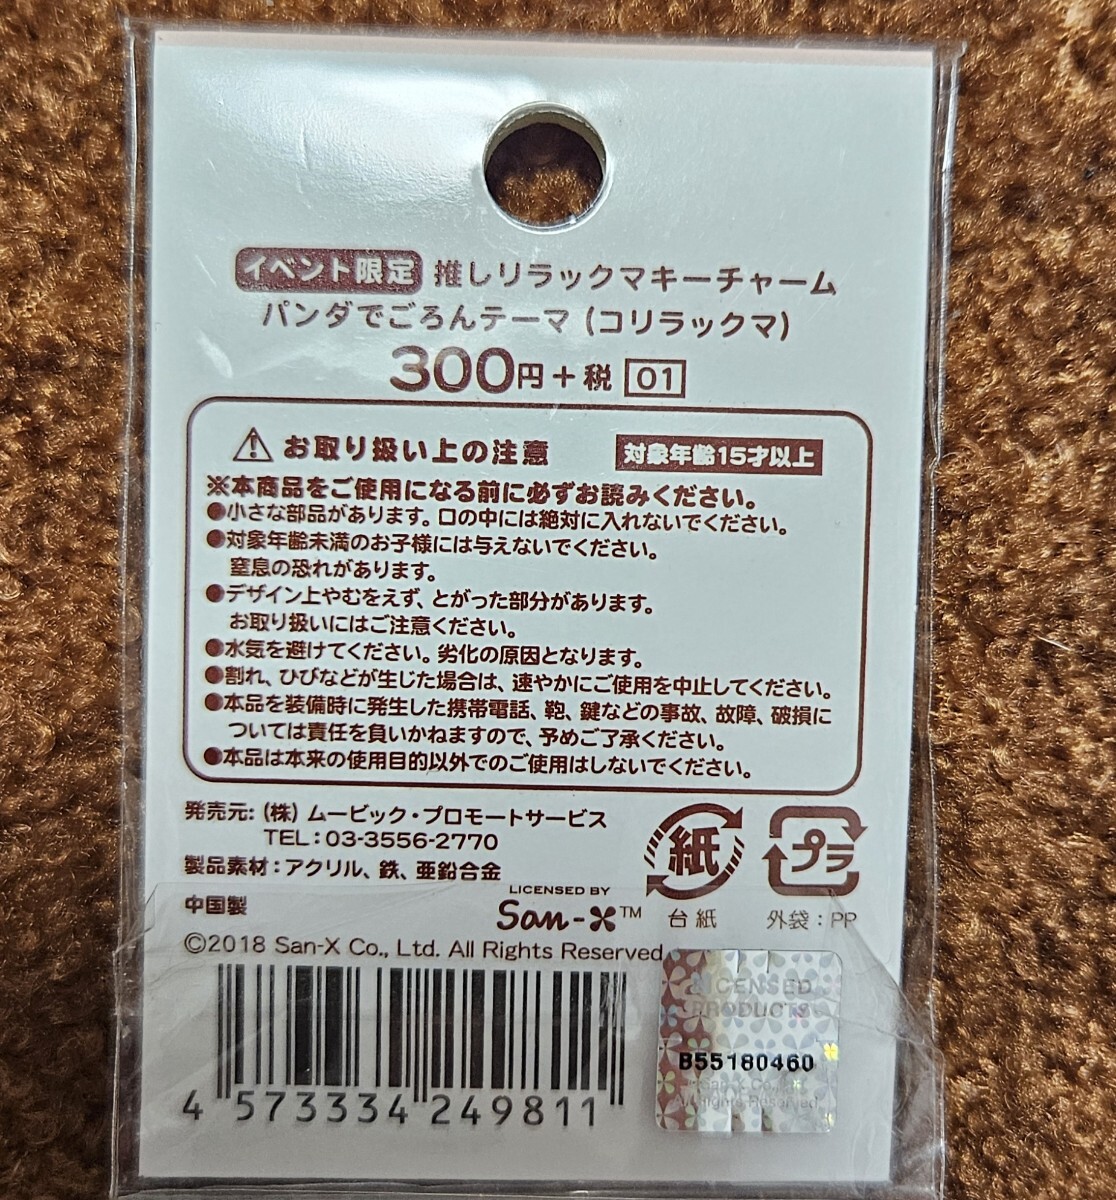 イベント限定 推しリラックマキーチャーム
パンダでごろんテーマ (コリラックマ)
300円+税 01
お取り扱い上の注意 対象年齢15才以上
※本商品をご使用になる前に必ずお読みください。
●小さな部品があります。口の中には絶対に入れないでください。
●対象年齢未満のお子様には与えないでください。
窒息の恐れがあります。
●デザイン上やむをえず、とがった部分があります。
お取り扱いにはご注意ください。
●水気を避けてください。劣化の原因となります。
●割れ、ひびなどが生じた場合は、速やかにご使用を中止してください。
●本品を装備時に発生した携帯電話、鞄、鍵などの事故、故障、破損に
ついては責任を負いかねますので、予めご了承ください。
●本品は本来の使用目的以外でのご使用はしないでください。
発売元: (株) ムービック・プロモートサービス
TEL:03-3556-2770
製品素材:アクリル、鉄、亜鉛合金
中国製
紙
台紙
プラ
外袋:PP
LICENSED BY
San-X™
©2018 San-X Co., Ltd. All Rights Reserved
LICENSED
PRODUCTS
B55180460
San-X Co., Ltd.
All Rights Reserved.
4 573334 249811